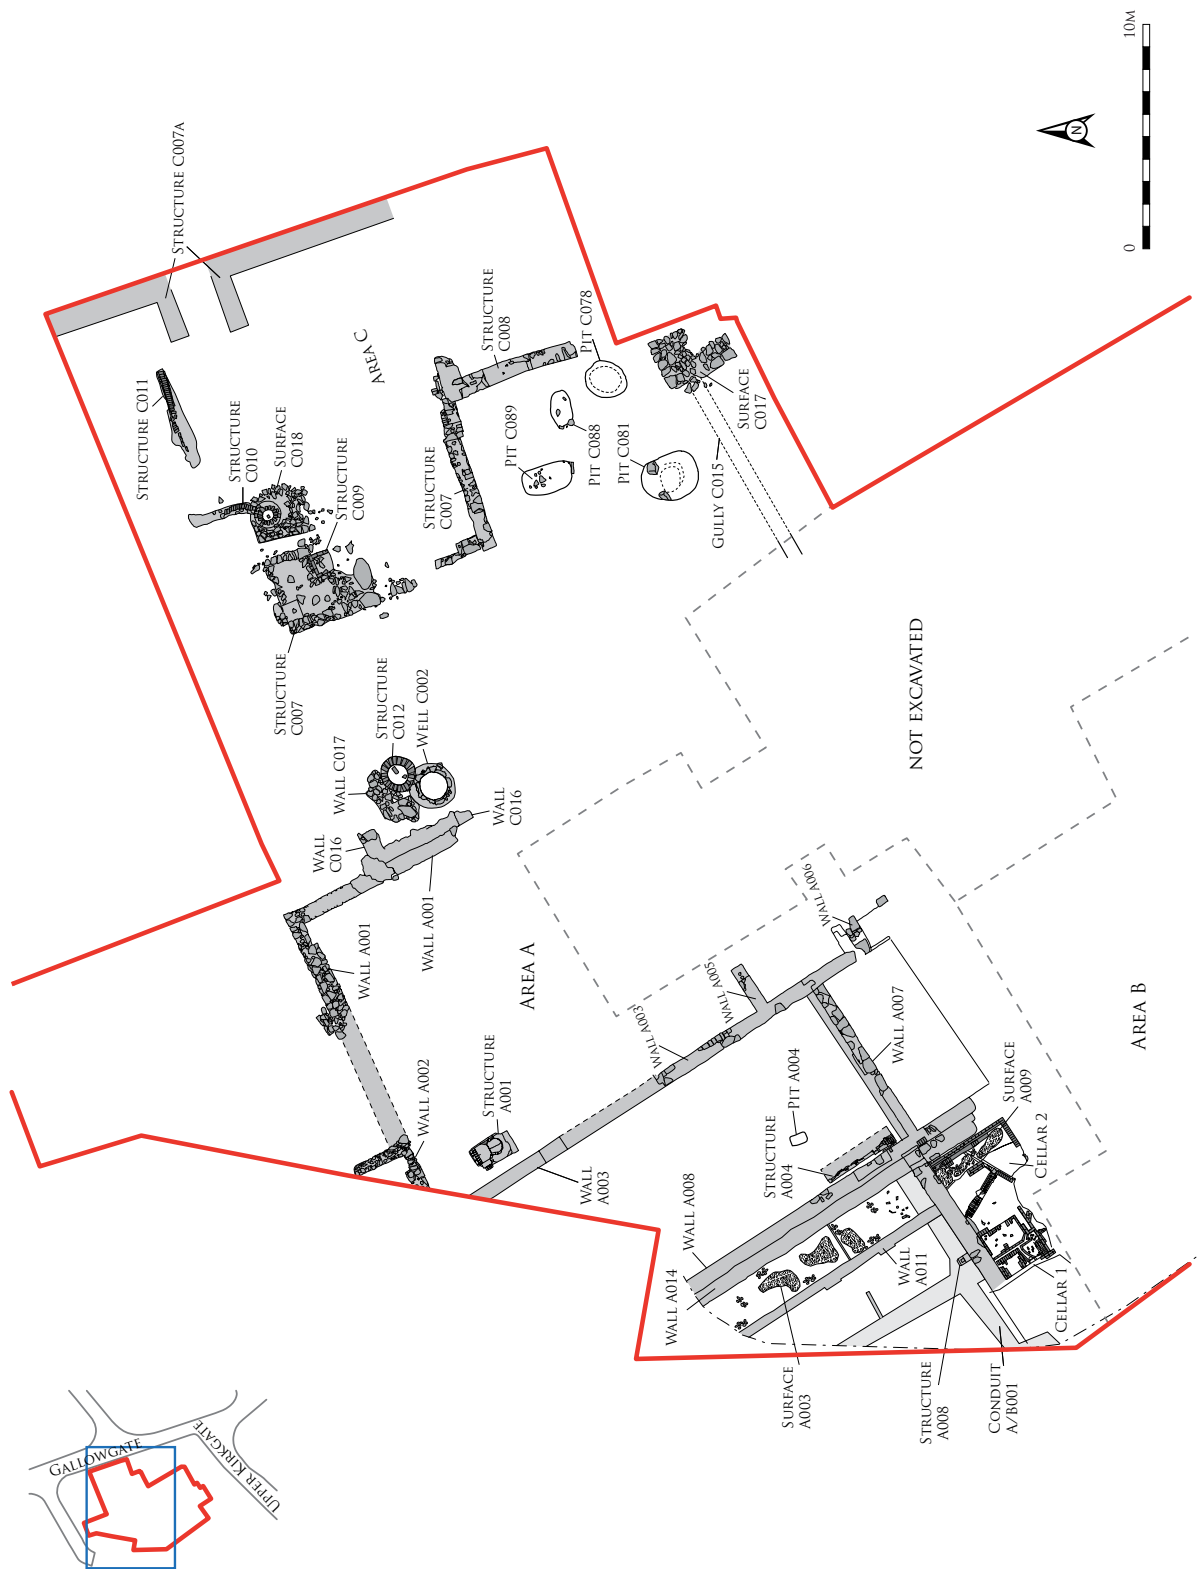 10M
0
N
STRUCTURE C007A
STRUCTURE C011
STRUCTURE
C010
SURFACE
C018
STRUCTURE
C009
AREA C
STRUCTURE
C008
PIT C078
STRUCTURE
C007
PIT C089
PIT C088
PIT C081
SURFACE
C017
GULLY C015
STRUCTURE
C007
STRUCTURE
C012
WELL C002
WALL C017
WALL
C016
WALL
C016
WALL A001
WALL A001
AREA A
NOT EXCAVATED
WALL A002
STRUCTURE
A001
WALL
A003
WALL A003
WALL A005
WALL A006
WALL A007
PIT A004
STRUCTURE
A004
WALL A008
WALL A014
WALL
A011
SURFACE
A009
CELLAR 2
CELLAR 1
AREA B
SURFACE
A003
STRUCTURE
A008
CONDUIT
A/B001
GALLOWGATE
UPPER KIRKGATE